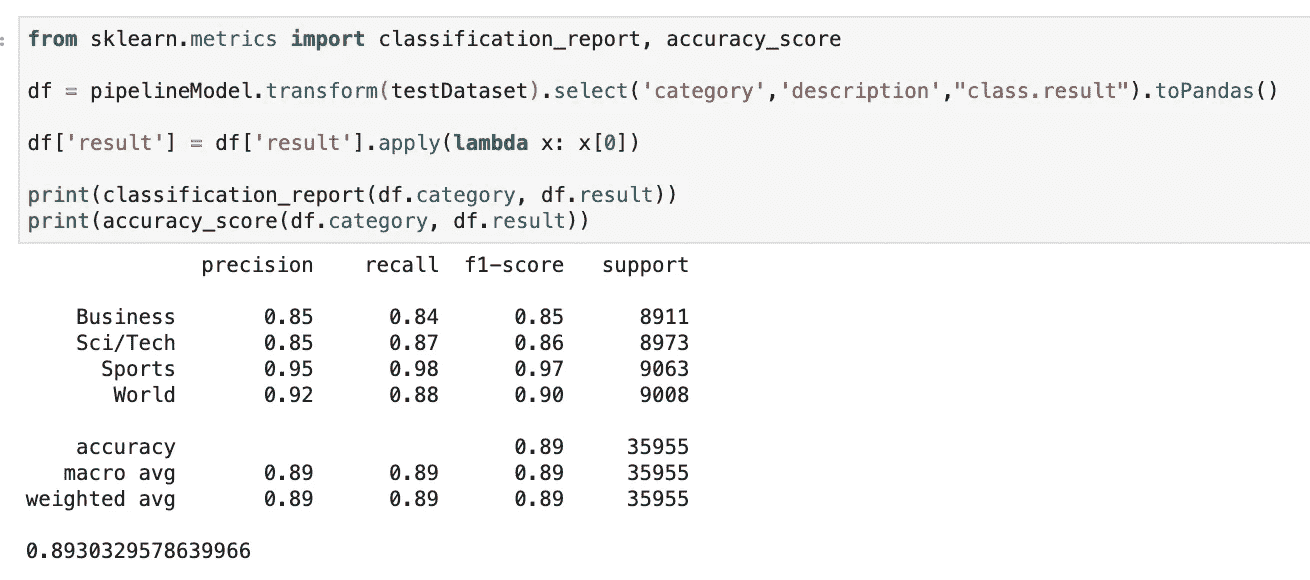 from sklearn.metrics import classification_report, accuracy_score
df = pipelineModel.transform(testDataset).select('category','description',"class.result").toPandas()
df['result'] = df['result'].apply(lambda x: x[0])
print(classification_report(df.category, df.result))
print(accuracy_score(df.category, df.result))
precision recall f1-score support
Business 0.85 0.84 0.85 8911
Sci/Tech 0.85 0.87 0.86 8973
Sports 0.95 0.98 0.97 9063
World 0.92 0.88 0.90 9008
accuracy 0.89 35955
macro avg 0.89 0.89 0.89 35955
weighted avg 0.89 0.89 0.89 35955
0.8930329578639966